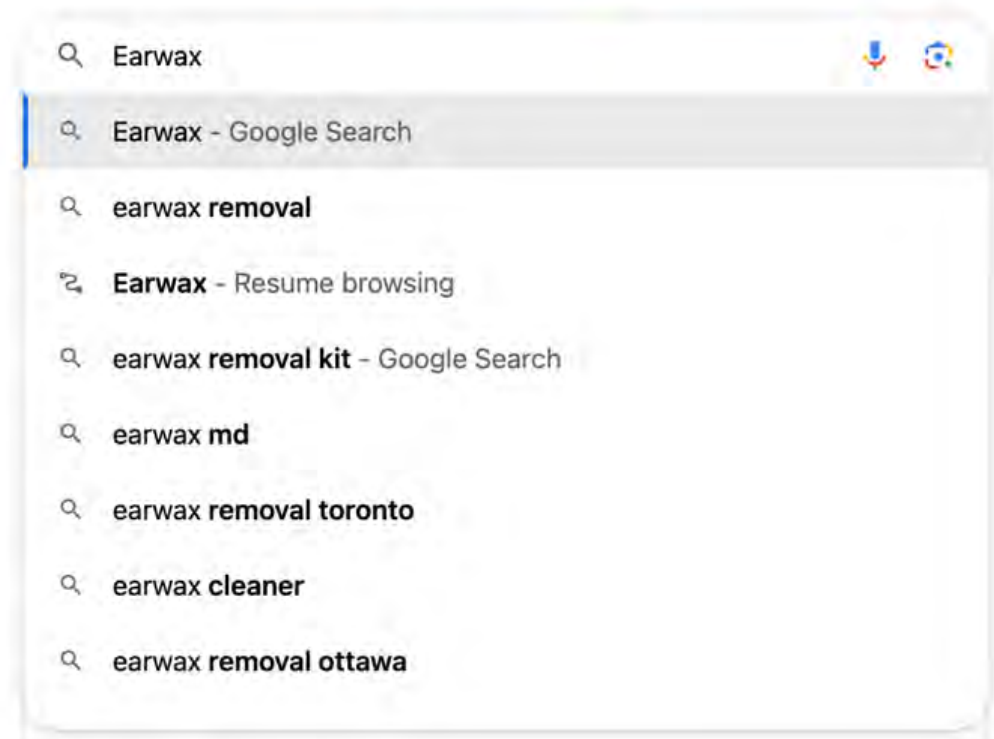 Earwax
Earwax - Google Search
earwax removal
Earwax - Resume browsing
earwax removal kit - Google Search
earwax md
earwax removal toronto
earwax cleaner
earwax removal ottawa